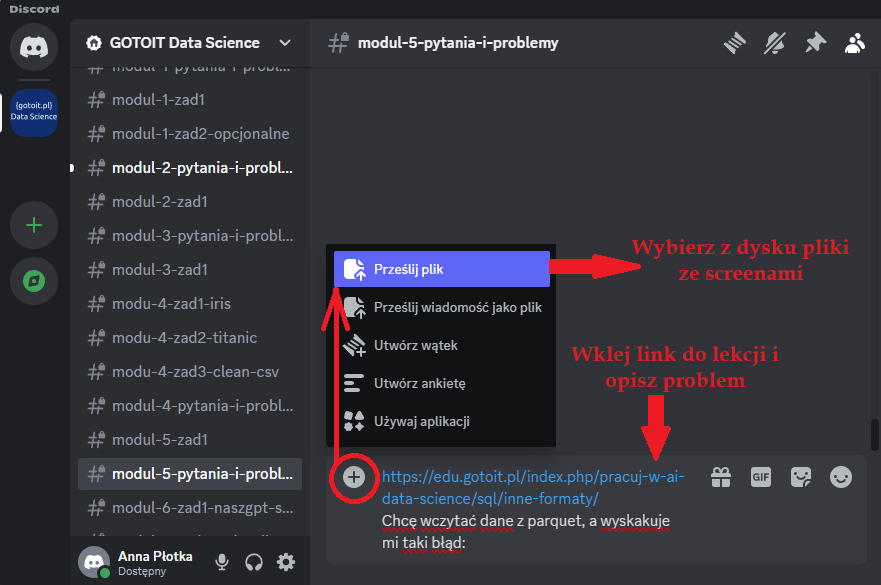 Discord
{gotoit.pl}
Data Science
GOTOIT Data Science
modul-1-pytania-i-probl...
modul-1-zad1
modul-1-zad2-opcjonalne
modul-2-pytania-i-probl...
modul-2-zad1
modul-3-pytania-i-probl...
modul-3-zad1
modu-4-zad1-iris
modul-4-zad2-titanic
modu-4-zad3-clean-csv
modul-4-pytania-i-probl...
modul-5-zad1
modul-5-pytania-i-probl...
modul-6-zad1-naszgpt-s...
Anna Płotka
Dostępny
modul-5-pytania-i-problemy
Prześlij plik
Prześlij wiadomość jako plik
Utwórz wątek
Utwórz ankietę
Używaj aplikacji
Wybierz z dysku pliki
ze screenami
Wklej link do lekcji i
opisz problem
https://edu.gotoit.pl/index.php/pracuj-w-ai-
data-science/sql/inne-formaty/
Chcę wczytać dane z parquet, a wyskakuje
mi taki błąd:
GIF